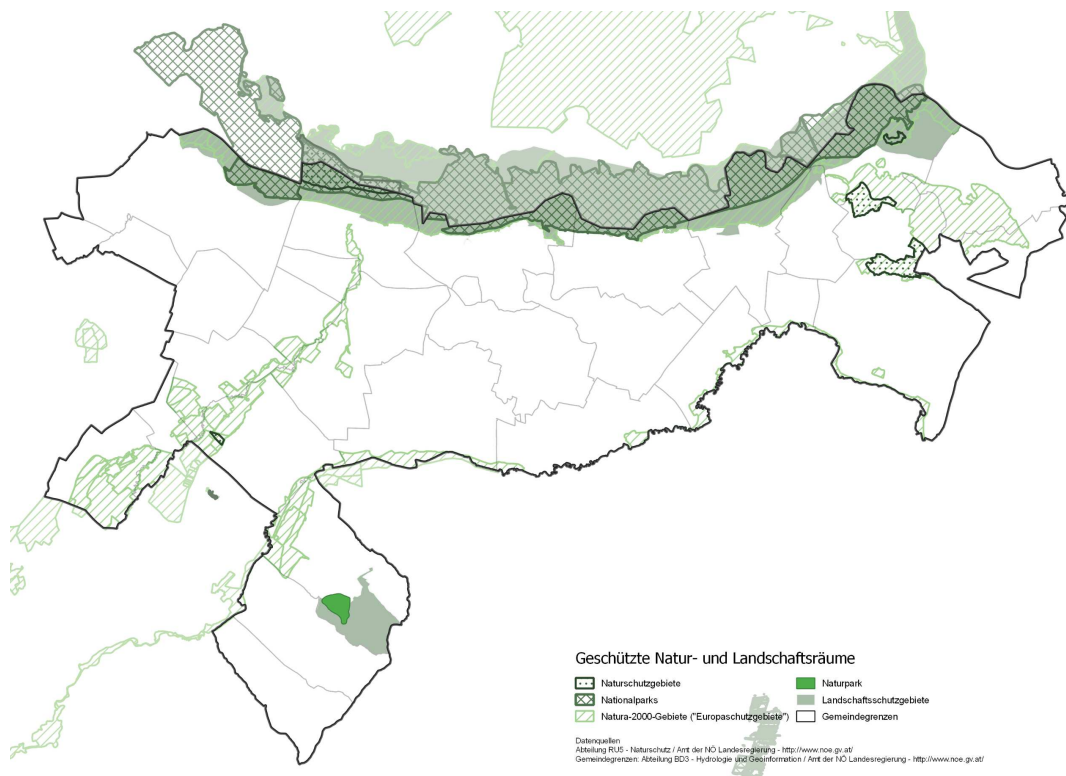 Geschützte Natur- und Landschaftsräume
Naturschutzgebiete
Nationalparks
Natura-2000-Gebiete ("Europaschutzgebiete")
Naturpark
Landschaftsschutzgebiete
Gemeindegrenzen
Datenquellen
Abteilung RU5 - Naturschutz / Amt der NÖ Landesregierung - http://www.noe.gv.at/
Gemeindegrenzen: Abteilung BD3 - Hydrologie und Geoinformation / Amt der NÖ Landesregierung - http://www.noe.gv.at/